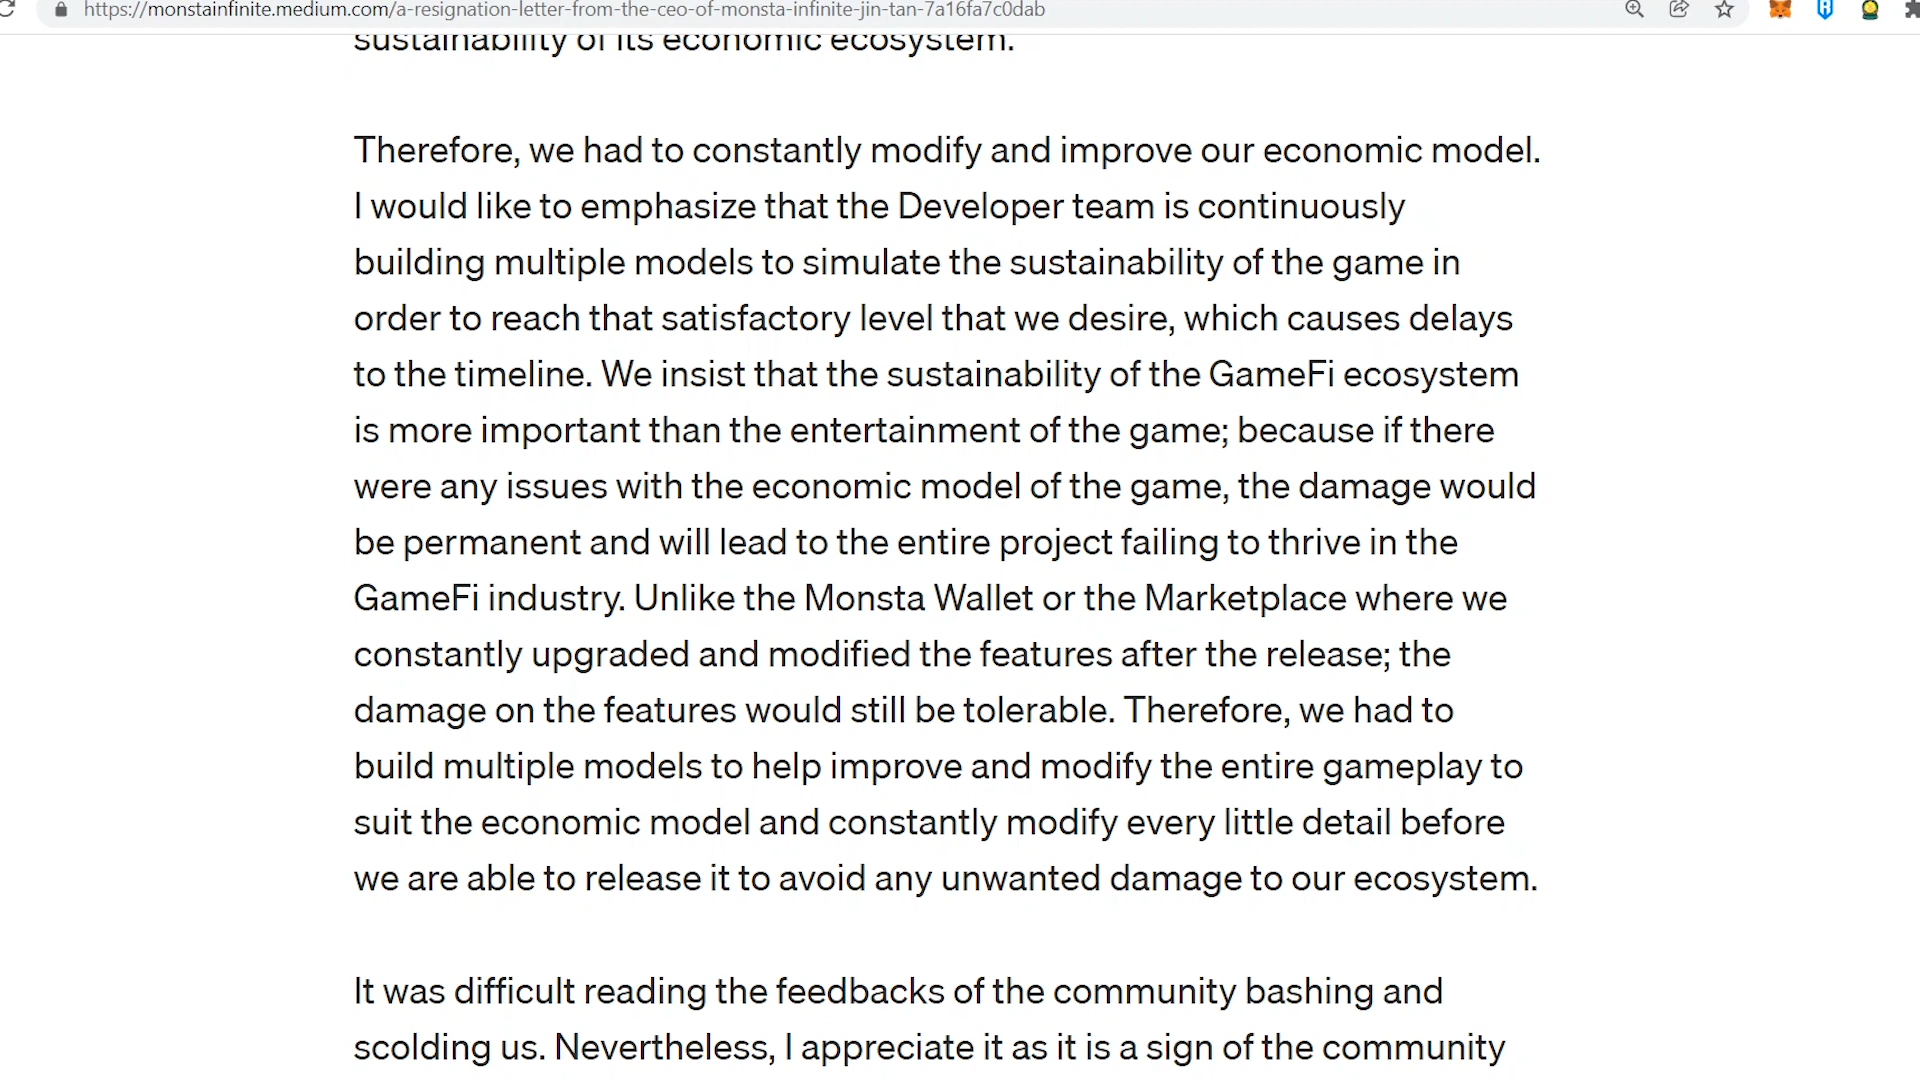 https://monstainfinite.medium.com/a-resignation-letter-from-the-ceo-of-monsta-infinite-jin-tan-7a16fa7c0dab
sustainability of its economic ecosystem.
Therefore, we had to constantly modify and improve our economic model.
I would like to emphasize that the Developer team is continuously
building multiple models to simulate the sustainability of the game in
order to reach that satisfactory level that we desire, which causes delays
to the timeline. We insist that the sustainability of the GameFi ecosystem
is more important than the entertainment of the game; because if there
were any issues with the economic model of the game, the damage would
be permanent and will lead to the entire project failing to thrive in the
GameFi industry. Unlike the Monsta Wallet or the Marketplace where we
constantly upgraded and modified the features after the release; the
damage on the features would still be tolerable. Therefore, we had to
build multiple models to help improve and modify the entire gameplay to
suit the economic model and constantly modify every little detail before
we are able to release it to avoid any unwanted damage to our ecosystem.
It was difficult reading the feedbacks of the community bashing and
scolding us. Nevertheless, I appreciate it as it is a sign of the community